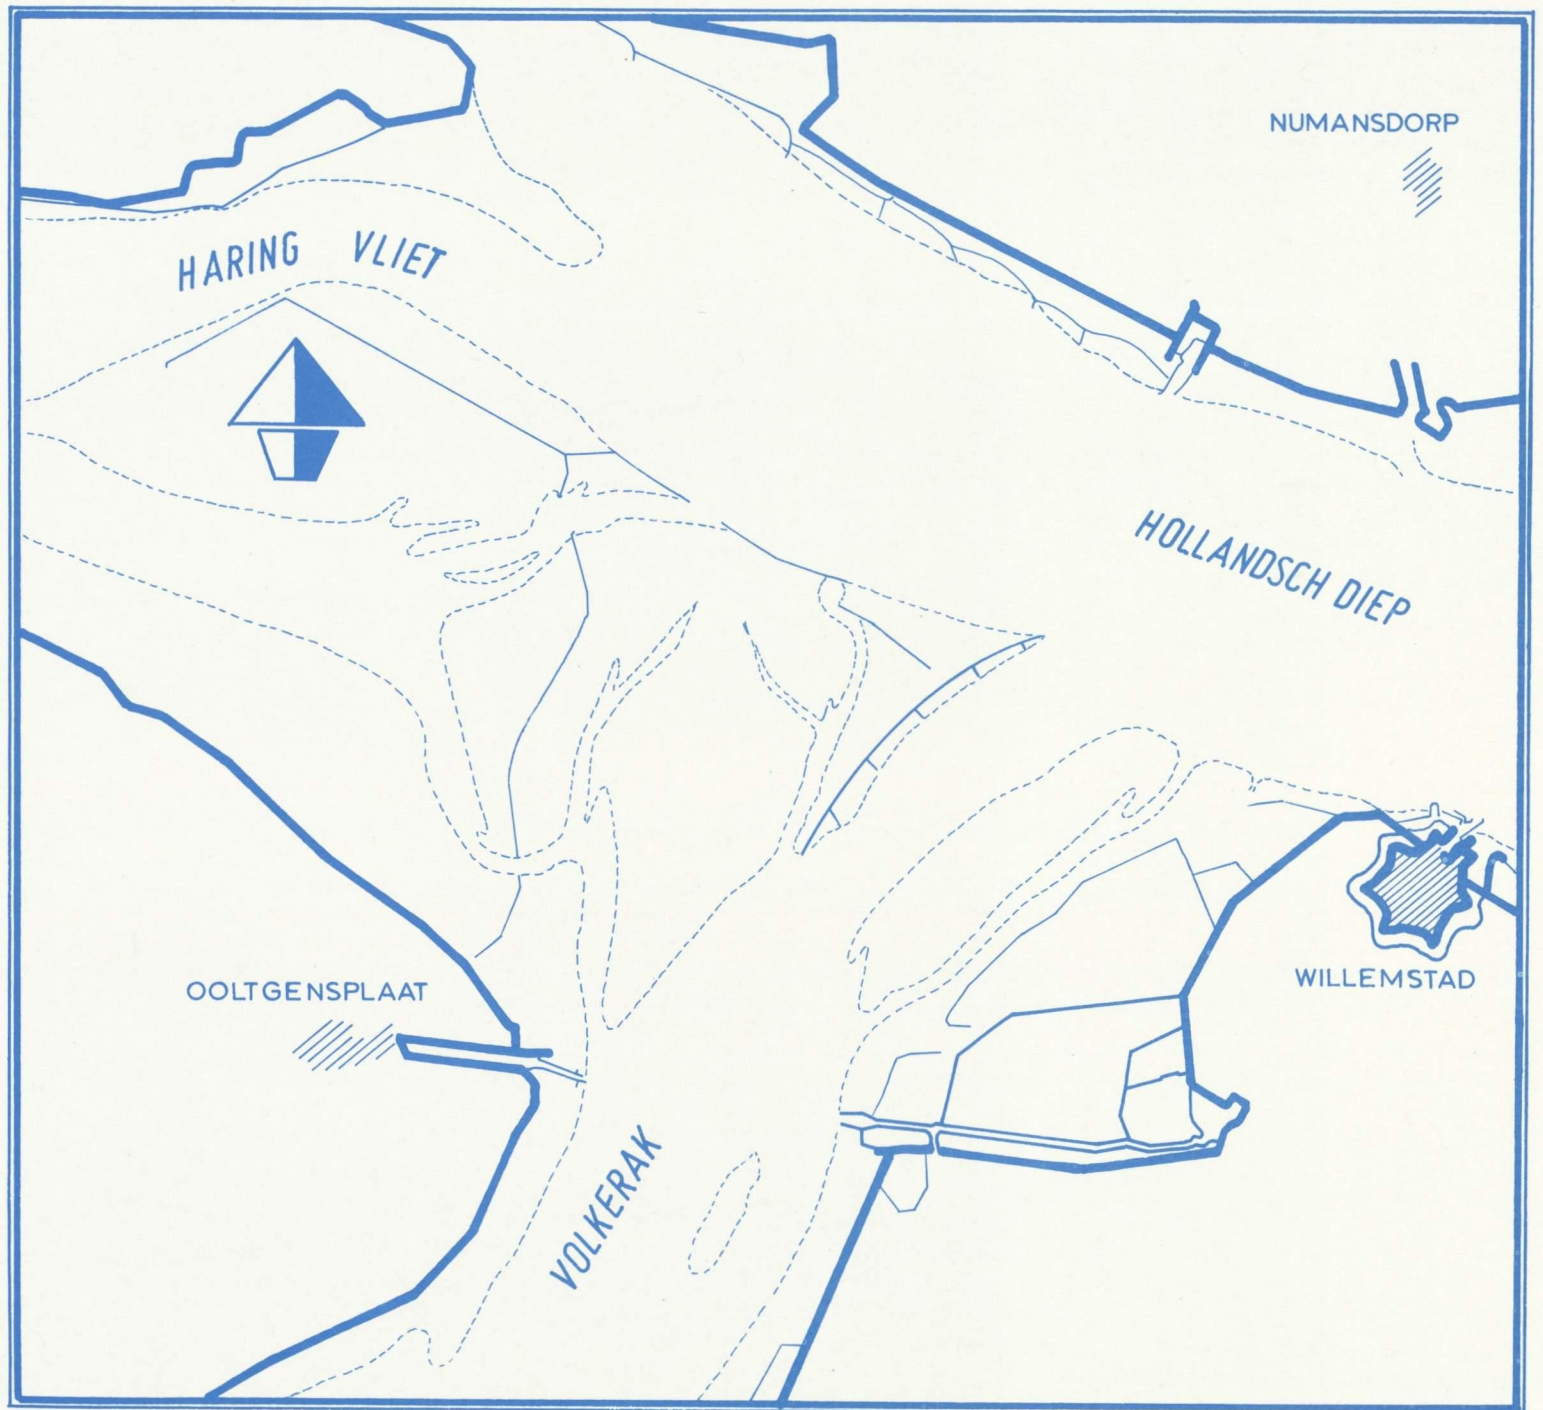 NUMANSDORP
HARING VLIET
HOLLANDSCH DIEP
WILLEMSTAD
OOLTGENSPLAAT
VOLKERAK